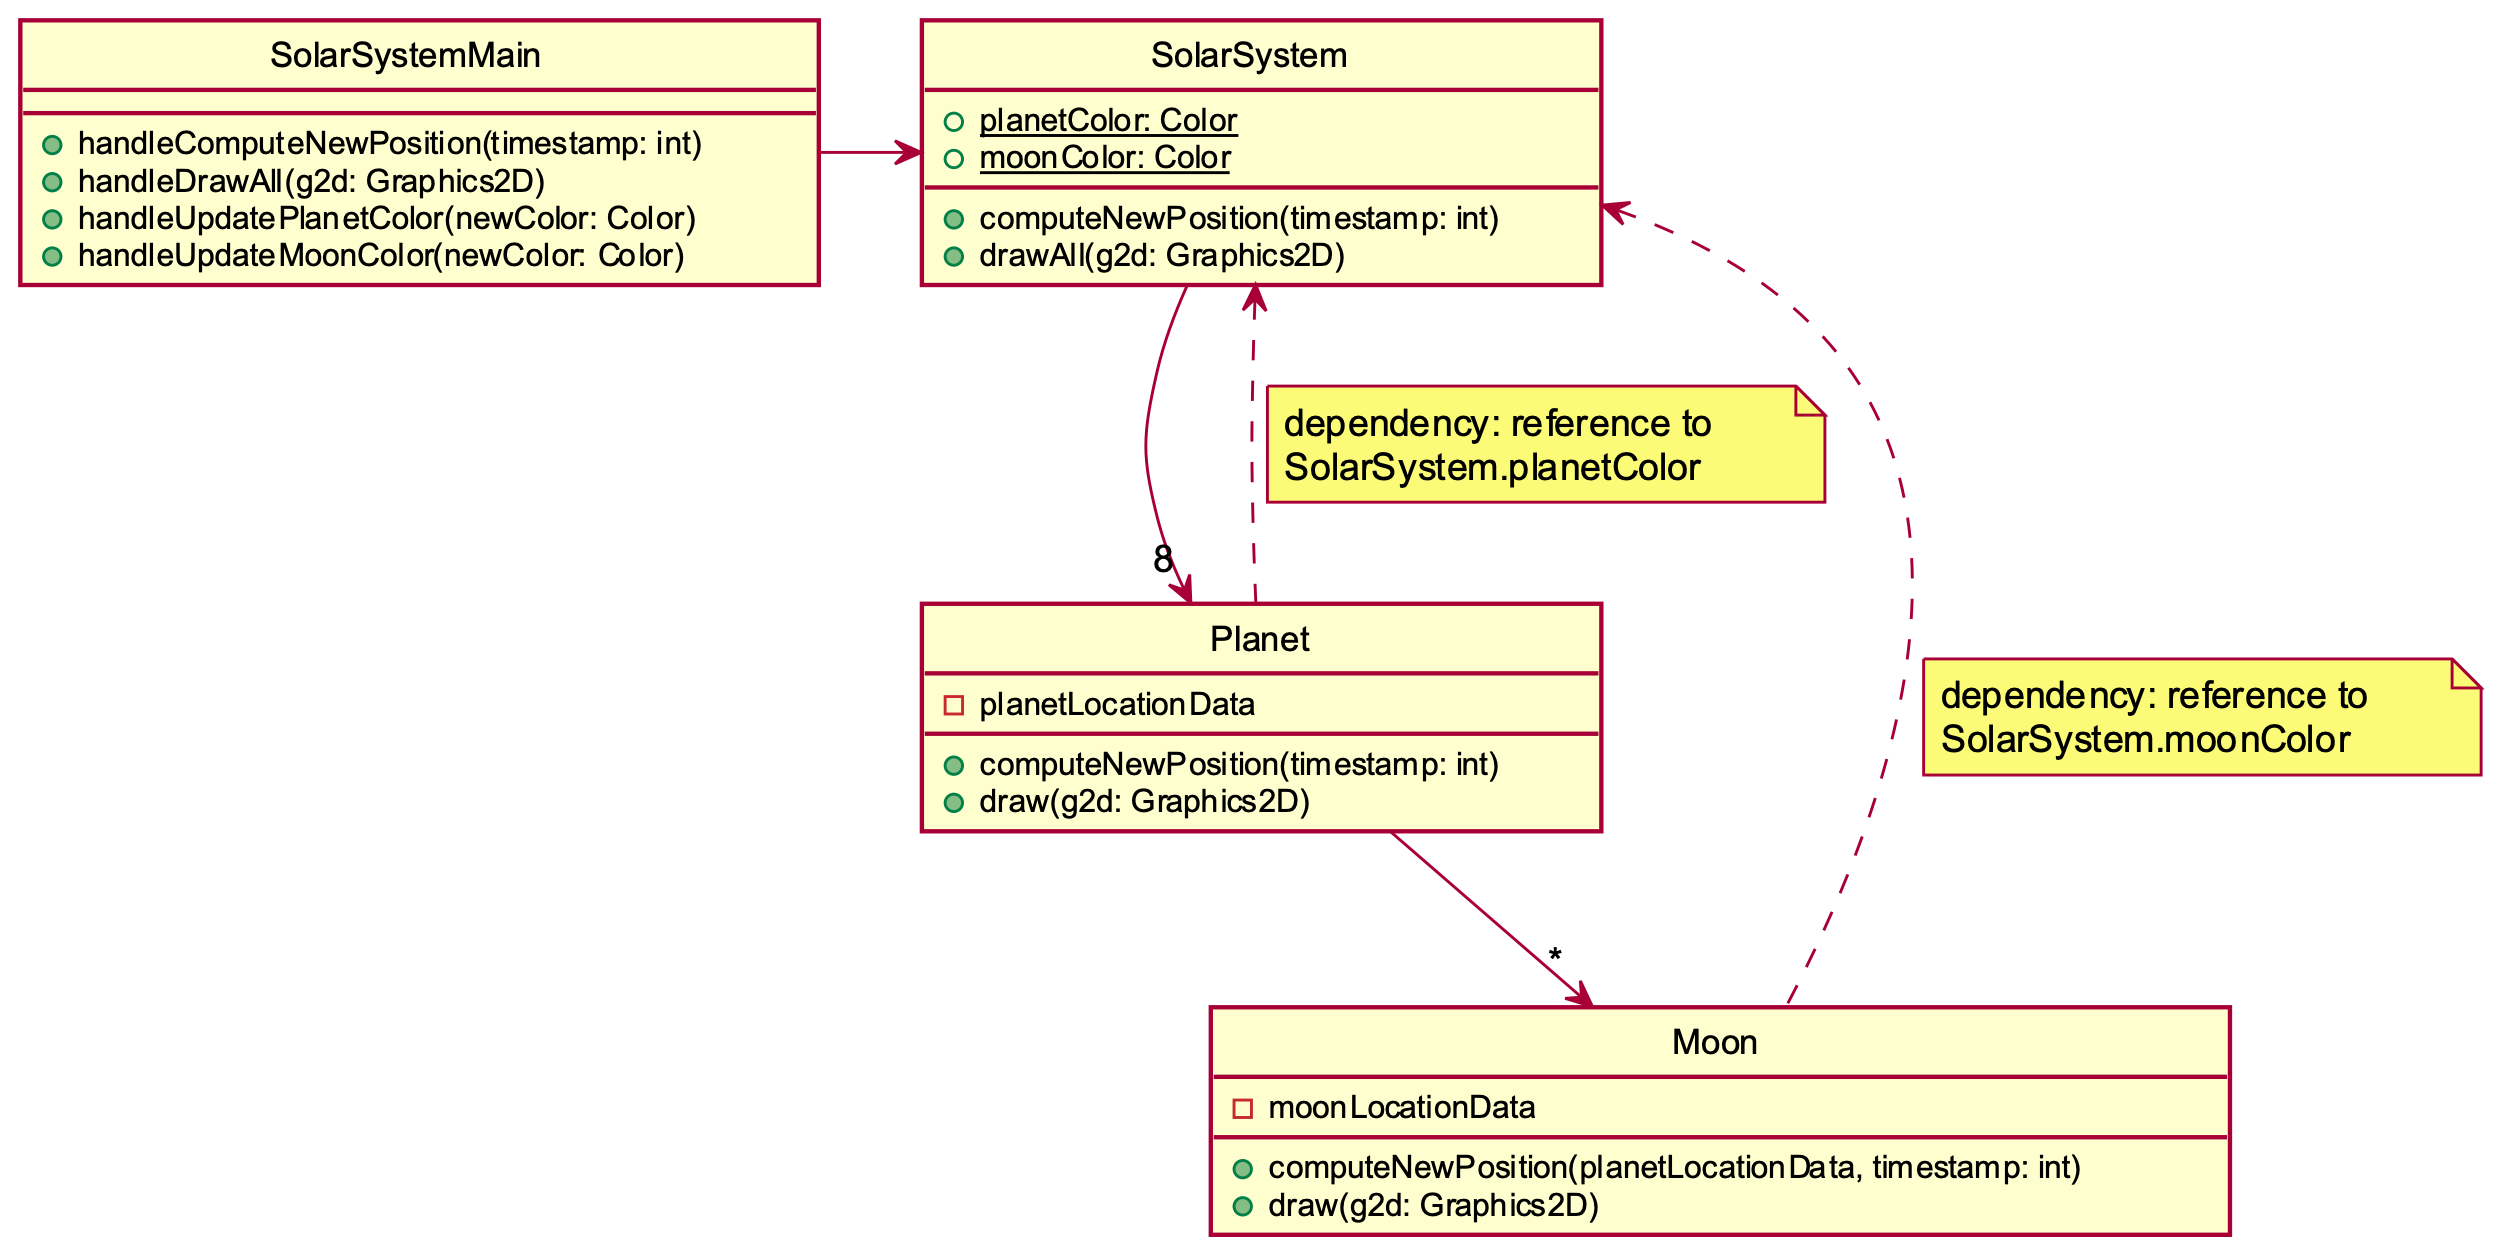 SolarSystemMain
handleComputeNewPosition(timestamp: int)
handleDrawAll(g2d: Graphics2D)
handleUpdatePlanetColor(newColor: Color)
handleUpdateMoonColor(newColor: Color)
SolarSystem
planetColor: Color
moonColor: Color
computeNewPosition(timestamp: int)
drawAll(g2d: Graphics2D)
dependency: reference to
SolarSystem.planetColor
8
Planet
planetLocationData
computeNewPosition(timestamp: int)
draw(g2d: Graphics2D)
dependency: reference to
SolarSystem.moonColor
*
Moon
moonLocationData
computeNewPosition(planetLocationData, timestamp: int)
draw(g2d: Graphics2D)